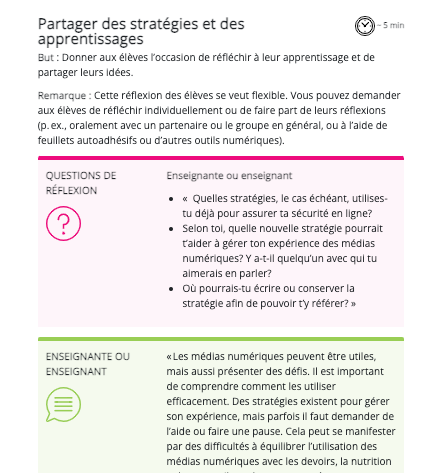 Partager des stratégies et des
apprentissages
~ 5 min
But : Donner aux élèves l'occasion de réfléchir à leur apprentissage et de
partager leurs idées.
Remarque : Cette réflexion des élèves se veut flexible. Vous pouvez demander
aux élèves de réfléchir individuellement ou de faire part de leurs réflexions
(p. ex., oralement avec un partenaire ou le groupe en général, ou à l'aide de
feuillets autoadhésifs ou d'autres outils numériques).
QUESTIONS DE
RÉFLEXION
Enseignante ou enseignant
• « Quelles stratégies, le cas échéant, utilises-
tu déjà pour assurer ta sécurité en ligne?
• Selon toi, quelle nouvelle stratégie pourrait
t'aider à gérer ton expérience des médias
numériques? Y a-t-il quelqu'un avec qui tu
aimerais en parler?
• Où pourrais-tu écrire ou conserver la
stratégie afin de pouvoir t'y référer? »
ENSEIGNANTE OU
ENSEIGNANT
« Les médias numériques peuvent être utiles,
mais aussi présenter des défis. Il est important
de comprendre comment les utiliser
efficacement. Des stratégies existent pour gérer
son expérience, mais parfois il faut demander de
l'aide ou faire une pause. Cela peut se manifester
par des difficultés à équilibrer l'utilisation des
médias numériques avec les devoirs, la nutrition